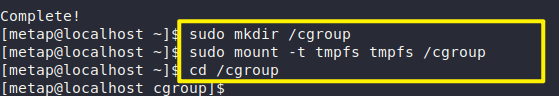 Complete!
[metap@localhost ~]$ sudo mkdir /cgroup
[metap@localhost ~]$ sudo mount -t tmpfs tmpfs /cgroup
[metap@localhost ~]$ cd /cgroup
[metap@localhost cgroup]$